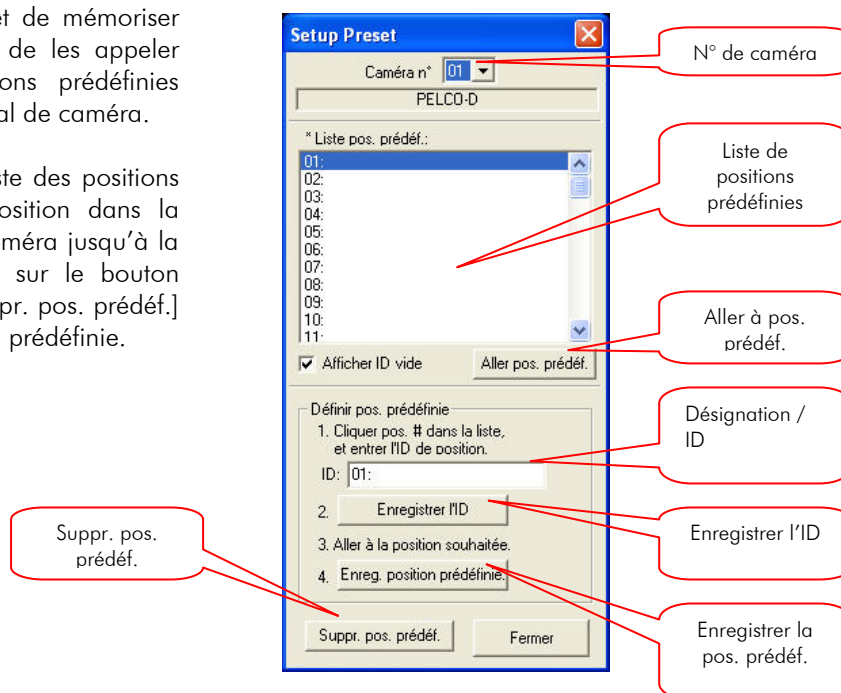 et de mémoriser
de les appeler
ons prédéfinies
al de caméra.
ste des positions
osition dans la
méra jusqu'à la
sur le bouton
pr. pos. prédéf.]
prédéfinie.
Setup Preset
Caméra n° 01
PELCO-D
* Liste pos. prédéf.:
01:
02:
03:
04:
05:
06:
07:
08:
09:
10:
11:
Afficher ID vide
Aller pos. prédéf.
Définir pos. prédéfinie
1. Cliquer pos. # dans la liste,
et entrer l'ID de position.
ID: 01:
2. Enregistrer l'ID
3. Aller à la position souhaitée.
4. Enreg. position prédéfinie.
Suppr. pos. prédéf.
Fermer
N° de caméra
Liste de
positions
prédéfinies
Aller à pos.
prédéf.
Désignation /
ID
Enregistrer l'ID
Enregistrer la
pos. prédéf.
Suppr. pos.
prédéf.